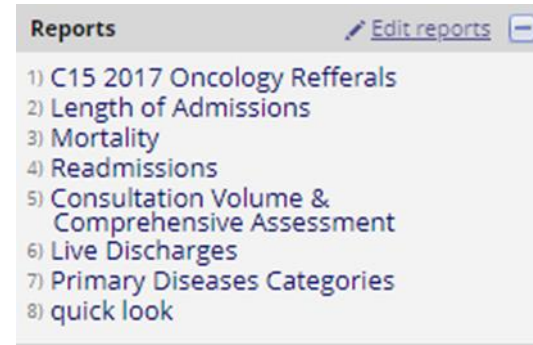 Reports Edit reports
1) C15 2017 Oncology Refferals
2) Length of Admissions
3) Mortality
4) Readmissions
5) Consultation Volume &
Comprehensive Assessment
6) Live Discharges
7) Primary Diseases Categories
8) quick look